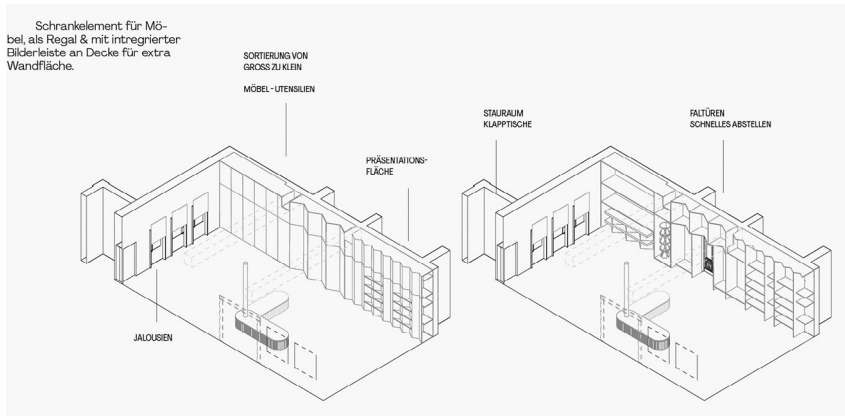 Schrankelement für Mö-
bel, als Regal & mit intregrierter
Bilderleiste an Decke für extra
Wandfläche.
SORTIERUNG VON
GROSS ZU KLEIN
MÖBEL - UTENSILIEN
PRÄSENTATIONS-
FLÄCHE
JALOUSIEN
STAURAUM
KLAPPTISCHE
FALTÜREN
SCHNELLES ABSTELLEN